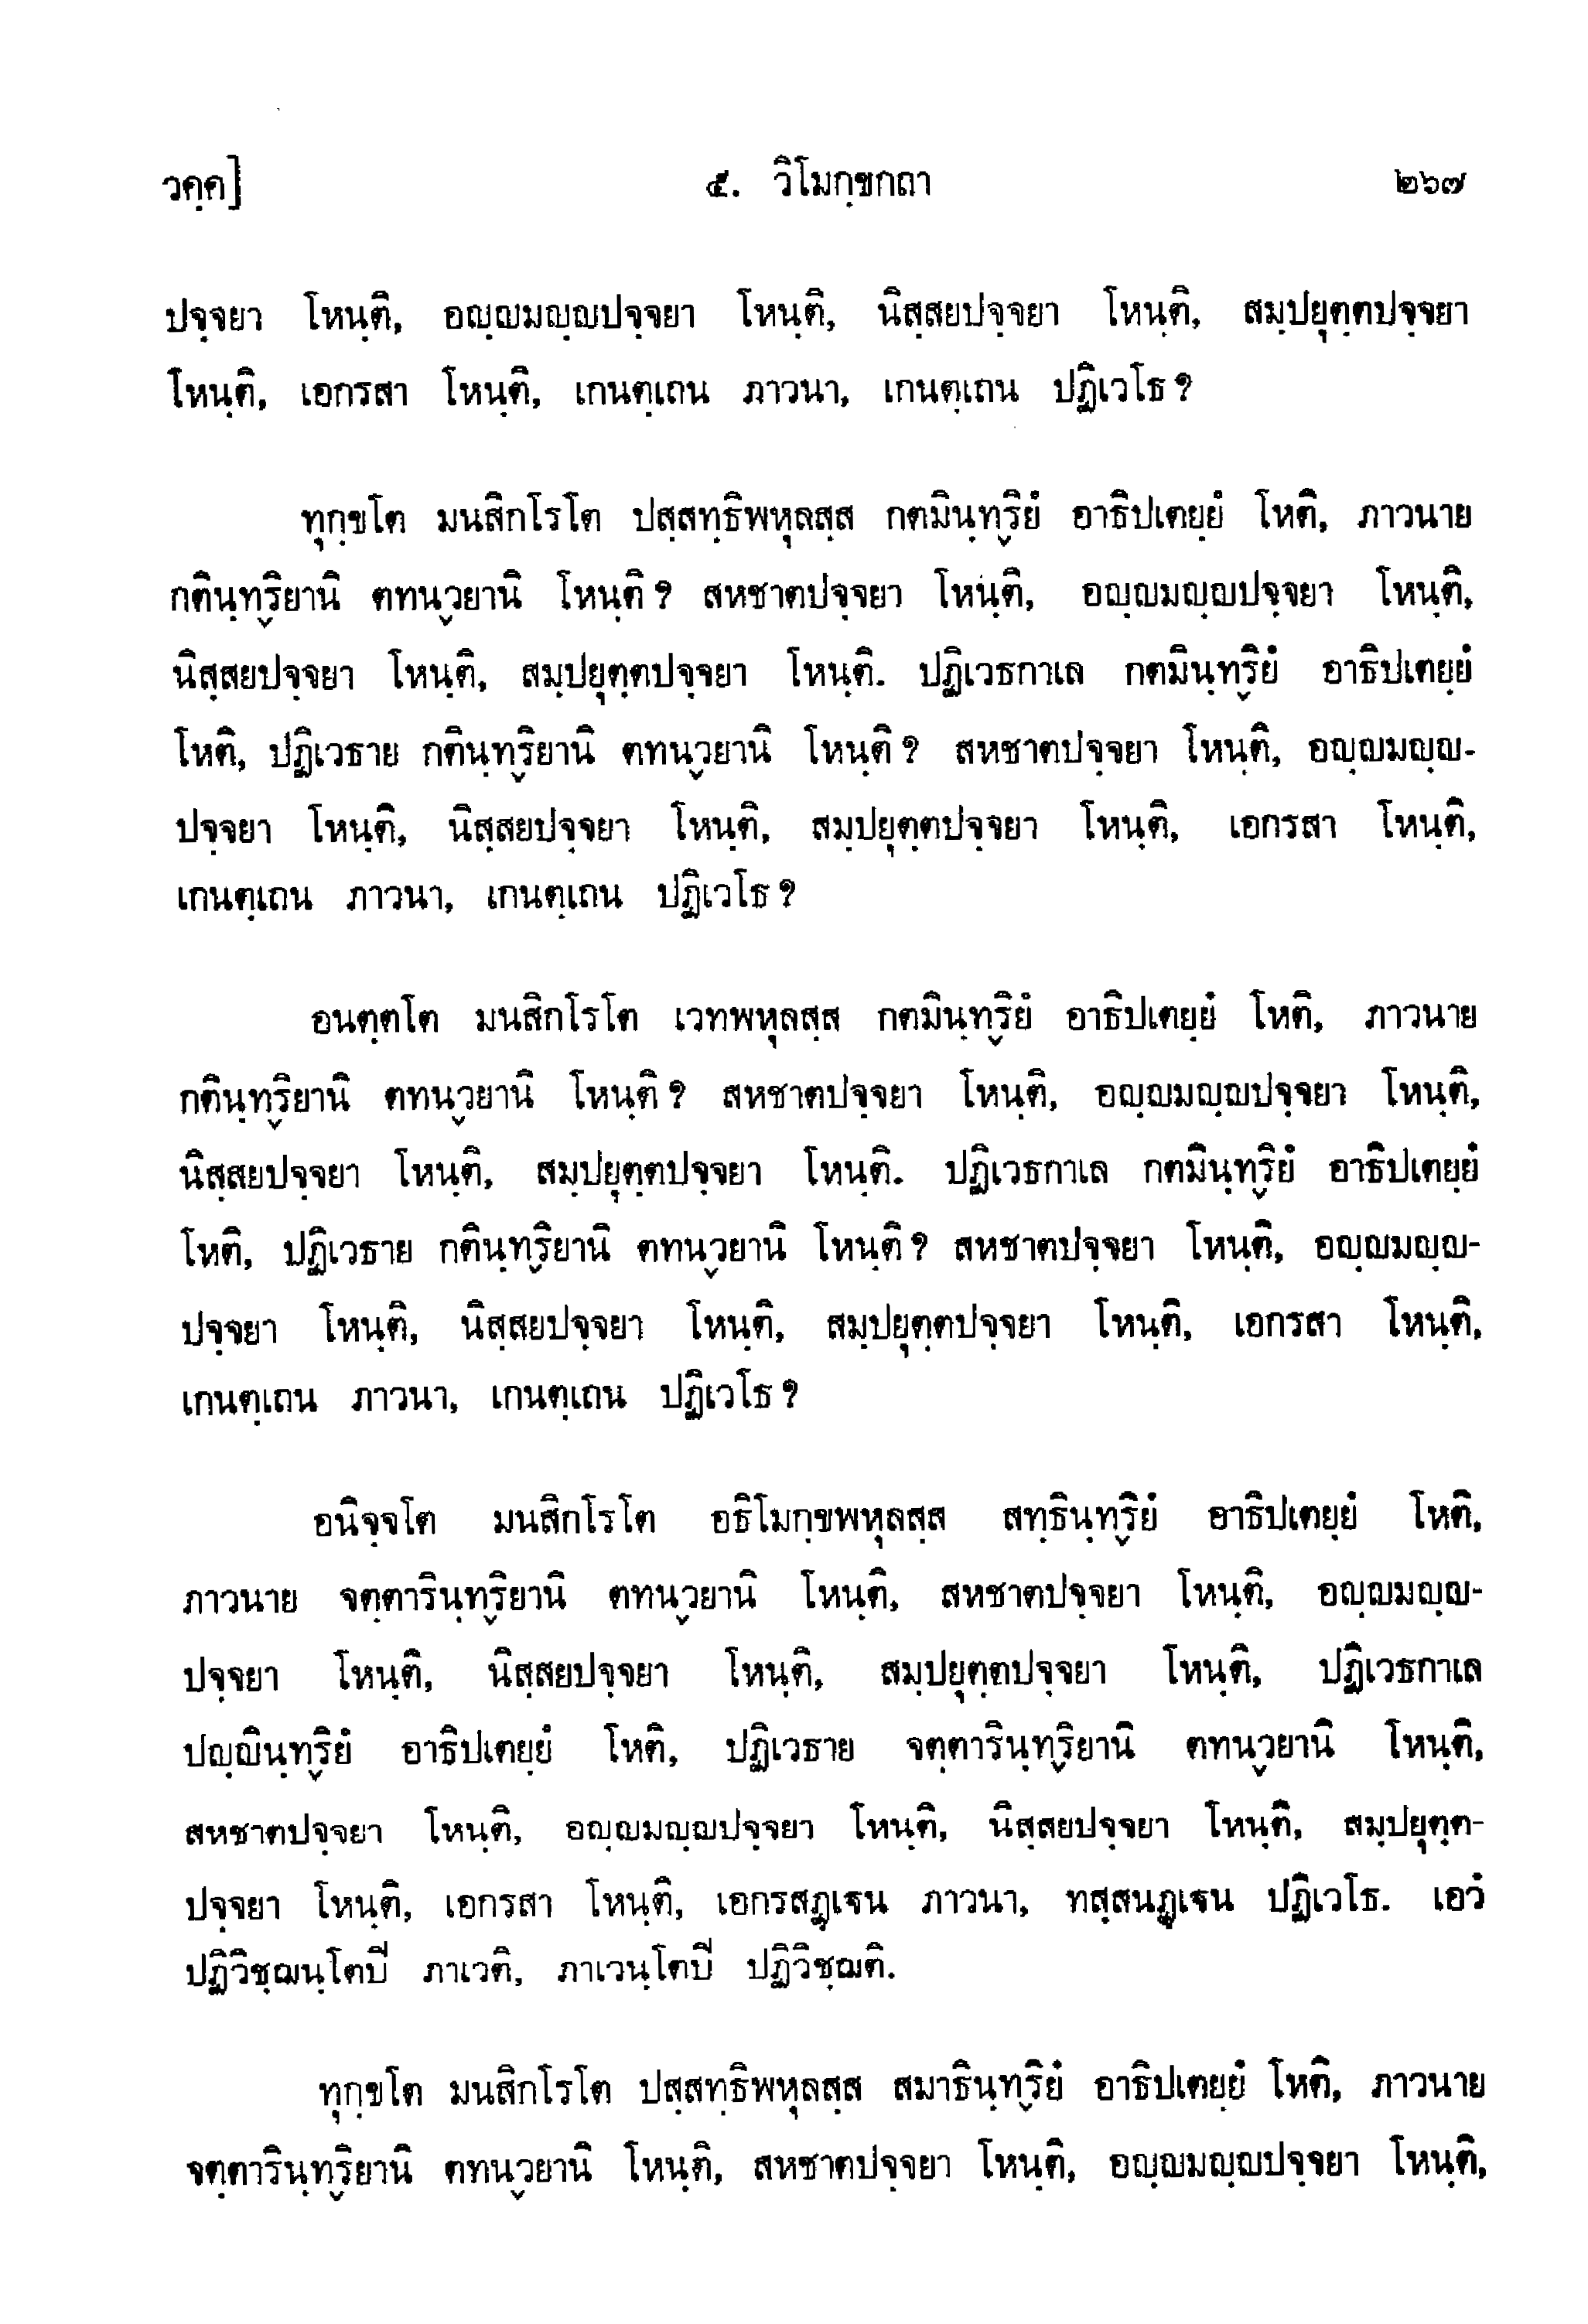 วคฺค]
๕. วิโมกฺขกถา
๒๖๗
ปจฺจยา โหนฺติ, อญฺญมญฺญปจฺจยา โหนฺติ, นิสฺสยปจฺจยา โหนฺติ, สมฺปยุตฺตปจฺจยา
โหนฺติ, เอกรสา โหนฺติ, เกนตฺเถน ภาวนา, เกนตฺเถน ปฏิเวโธ ?
ทุกฺขโต มนสิกโรโต ปสฺสทฺธิพหุลสฺส กตมินฺทฺริยํ อาธิปเตยฺยํ โหติ, ภาวนาย
กตินฺทฺริยานิ ตทนฺวยานิ โหนฺติ ? สหชาตปจฺจยา โหนฺติ, อญฺญมญฺญปจฺจยา โหนฺติ,
นิสฺสยปจฺจยา โหนฺติ, สมฺปยุตฺตปจฺจยา โหนฺติ. ปฏิเวธกาเล กตมินฺทฺริยํ อาธิปเตยฺยํ
โหติ, ปฏิเวธาย กตินฺทฺริยานิ ตทนฺวยานิ โหนฺติ ? สหชาตปจฺจยา โหนฺติ, อญฺญมญฺญ-
ปจฺจยา โหนฺติ, นิสฺสยปจฺจยา โหนฺติ, สมฺปยุตฺตปจฺจยา โหนฺติ, เอกรสา โหนฺติ,
เกนตฺเถน ภาวนา, เกนตฺเถน ปฏิเวโธ ?
อนตฺตโต มนสิกโรโต เวทพหุลสฺส กตมินฺทฺริยํ อาธิปเตยฺยํ โหติ, ภาวนาย
กตินฺทฺริยานิ ตทนฺวยานิ โหนฺติ ? สหชาตปจฺจยา โหนฺติ, อญฺญมญฺญปจฺจยา โหนฺติ,
นิสฺสยปจฺจยา โหนฺติ, สมฺปยุตฺตปจฺจยา โหนฺติ. ปฏิเวธกาเล กตมินฺทฺริยํ อาธิปเตยฺยํ
โหติ, ปฏิเวธาย กตินฺทฺริยานิ ตทนฺวยานิ โหนฺติ ? สหชาตปจฺจยา โหนฺติ, อญฺญมญฺญ-
ปจฺจยา โหนฺติ, นิสฺสยปจฺจยา โหนฺติ, สมฺปยุตฺตปจฺจยา โหนฺติ, เอกรสา โหนฺติ,
เกนตฺเถน ภาวนา, เกนตฺเถน ปฏิเวโธ ?
อนิจฺจโต มนสิกโรโต อธิโมกฺขพหุลสฺส สทฺธินฺทฺริยํ อาธิปเตยฺยํ โหติ,
ภาวนาย จตฺตารินฺทฺริยานิ ตทนฺวยานิ โหนฺติ, สหชาตปจฺจยา โหนฺติ, อญฺญมญฺญ-
ปจฺจยา โหนฺติ, นิสฺสยปจฺจยา โหนฺติ, สมฺปยุตฺตปจฺจยา โหนฺติ, ปฏิเวธกาเล
ปญฺญินฺทฺริยํ อาธิปเตยฺยํ โหติ, ปฏิเวธาย จตฺตารินฺทฺริยานิ ตทนฺวยานิ โหนฺติ,
สหชาตปจฺจยา โหนฺติ, อญฺญมญฺญปจฺจยา โหนฺติ, นิสฺสยปจฺจยา โหนฺติ, สมฺปยุตฺต-
ปจฺจยา โหนฺติ, เอกรสา โหนฺติ, เอกรสฏฺเฐน ภาวนา, ทสฺสนฏฺเฐน ปฏิเวโธ. เอวํ
ปฏิวิชฺฌนฺโตปิ ภาเวติ, ภาเวนฺโตปิ ปฏิวิชฺฌติ.
ทุกฺขโต มนสิกโรโต ปสฺสทฺธิพหุลสฺส สมาธินฺทฺริยํ อาธิปเตยฺยํ โหติ, ภาวนาย
จตฺตารินฺทฺริยานิ ตทนฺวยานิ โหนฺติ, สหชาตปจฺจยา โหนฺติ, อญฺญมญฺญปจฺจยา โหนฺติ,